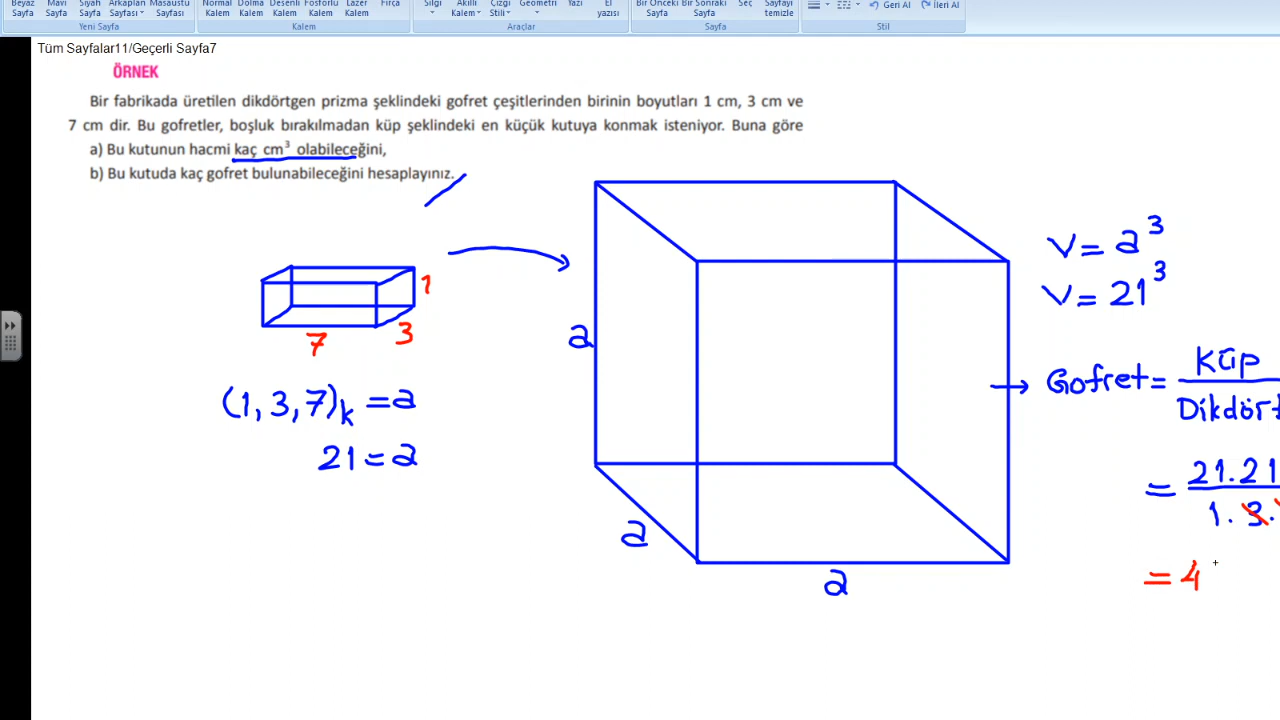 Beyaz Sayfa Mavi Sayfa Siyah Sayfa Arkaplan Sayfası Masaüstü Sayfası Normal Kalem Dolma Kalem Desenli Kalem Fosforlu Kalem Lazer Kalem Fırça Silgi Akıllı Kalem Çizgi Stili Geometri Yazı El yazısı Bir Önceki Sayfa Bir Sonraki Sayfa Seç Sayfayı temizle Geri Al İleri Al
Yeni Sayfa Kalem Araçlar Sayfa Stil
Tüm Sayfalar11/Geçerli Sayfa7
ÖRNEK
Bir fabrikada üretilen dikdörtgen prizma şeklindeki gofret çeşitlerinden birinin boyutları 1 cm, 3 cm ve
7 cm dir. Bu gofretler, boşluk bırakılmadan küp şeklindeki en küçük kutuya konmak isteniyor. Buna göre
a) Bu kutunun hacmi kaç cm³ olabileceğini,
b) Bu kutuda kaç gofret bulunabileceğini hesaplayınız.
1
3
7
(1, 3, 7)k = a
21 = a
a
a
a
V = a³
V = 21³
Gofret = Küp
Dikdört
= 21.21
1.3.
= 4